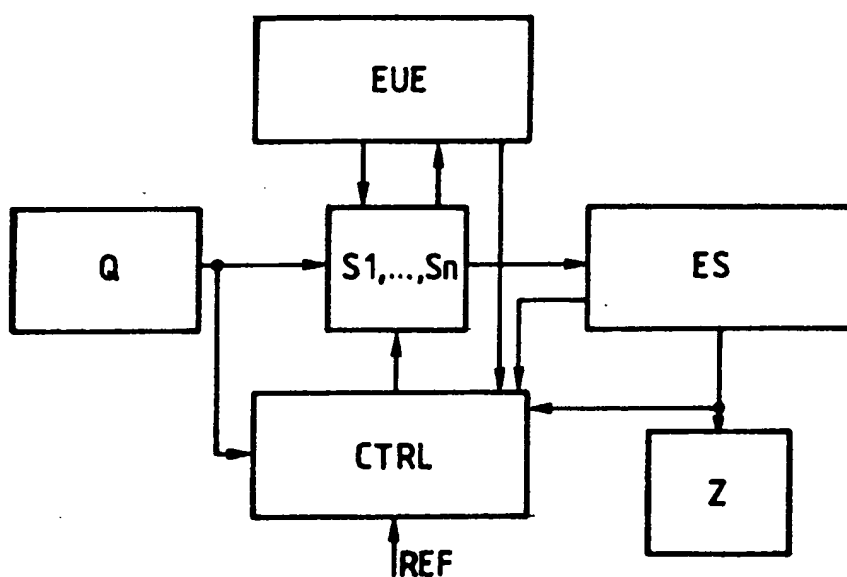 EUE
Q
S1,...,Sn
ES
CTRL
Z
REF